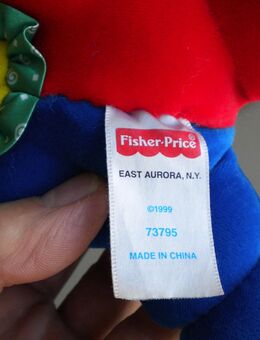 Fisher-Price
EAST AURORA, N.Y.
©1999
73795
MADE IN CHINA